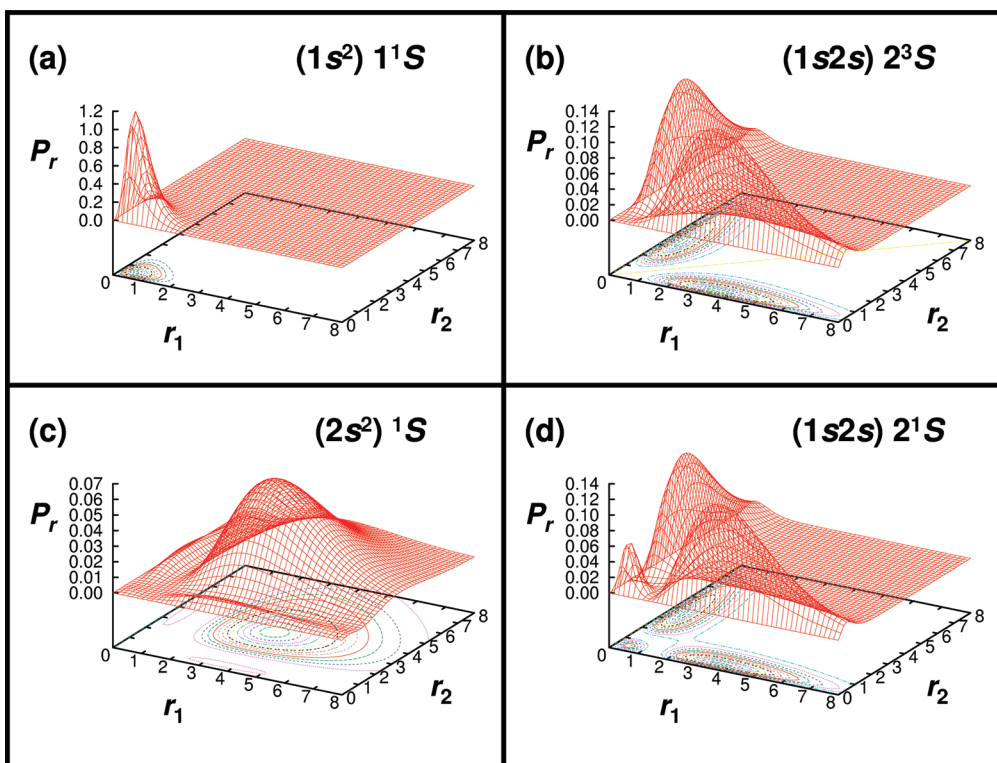 (a) (1s²) 1¹S
1.2
1.0
0.8
0.6
0.4
0.2
0.0
Pᵣ
0 1 2 3 4 5 6 7 8
r₁
0 1 2 3 4 5 6 7 8
r₂
(b) (1s2s) 2³S
0.14
0.12
0.10
0.08
0.06
0.04
0.02
0.00
Pᵣ
0 1 2 3 4 5 6 7 8
r₁
0 1 2 3 4 5 6 7 8
r₂
(c) (2s²) ¹S
0.07
0.06
0.05
0.04
0.03
0.02
0.01
0.00
Pᵣ
0 1 2 3 4 5 6 7 8
r₁
0 1 2 3 4 5 6 7 8
r₂
(d) (1s2s) 2¹S
0.14
0.12
0.10
0.08
0.06
0.04
0.02
0.00
Pᵣ
0 1 2 3 4 5 6 7 8
r₁
0 1 2 3 4 5 6 7 8
r₂